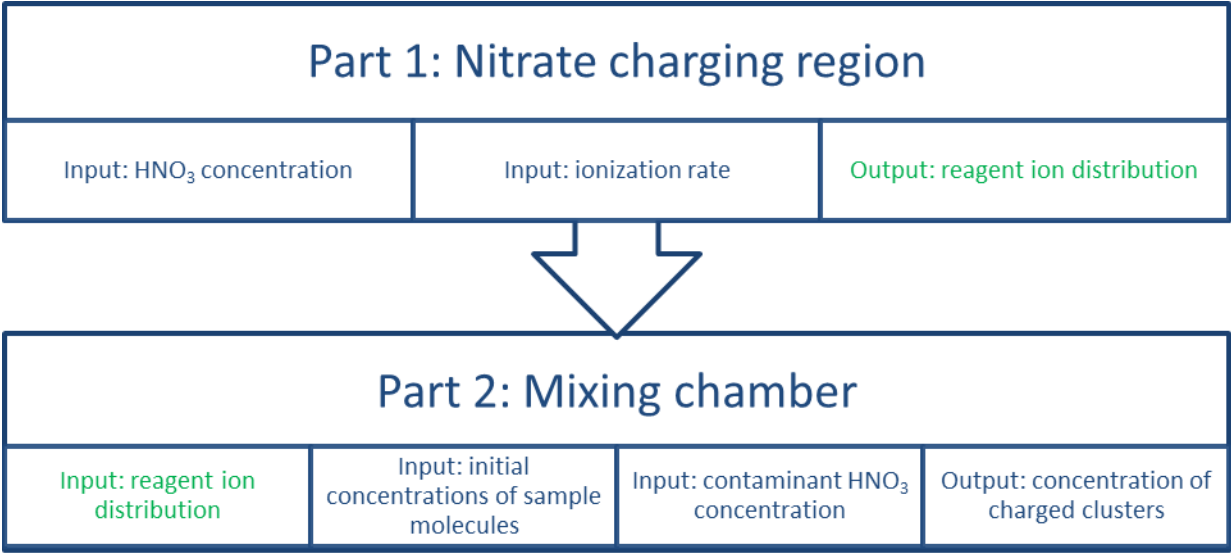 Part 1: Nitrate charging region
Input: HNO₃ concentration
Input: ionization rate
Output: reagent ion distribution
Part 2: Mixing chamber
Input: reagent ion
distribution
Input: initial
concentrations of sample
molecules
Input: contaminant HNO₃
concentration
Output: concentration of
charged clusters